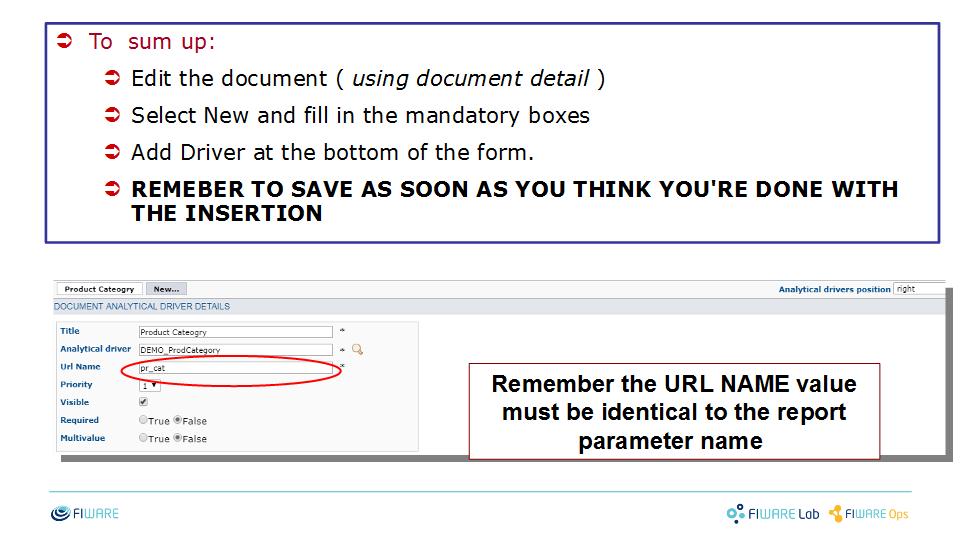 To sum up:
Edit the document ( using document detail )
Select New and fill in the mandatory boxes
Add Driver at the bottom of the form.
REMEBER TO SAVE AS SOON AS YOU THINK YOU'RE DONE WITH
THE INSERTION
Product Cateogry New... Analytical drivers position right
DOCUMENT ANALYTICAL DRIVER DETAILS
Title Product Cateogry *
Analytical driver DEMO_ProdCategory *
Url Name pr_cat *
Priority 1
Visible
Required True False
Multivalue True False
Remember the URL NAME value
must be identical to the report
parameter name
FIWARE FIWARE Lab FIWARE Ops